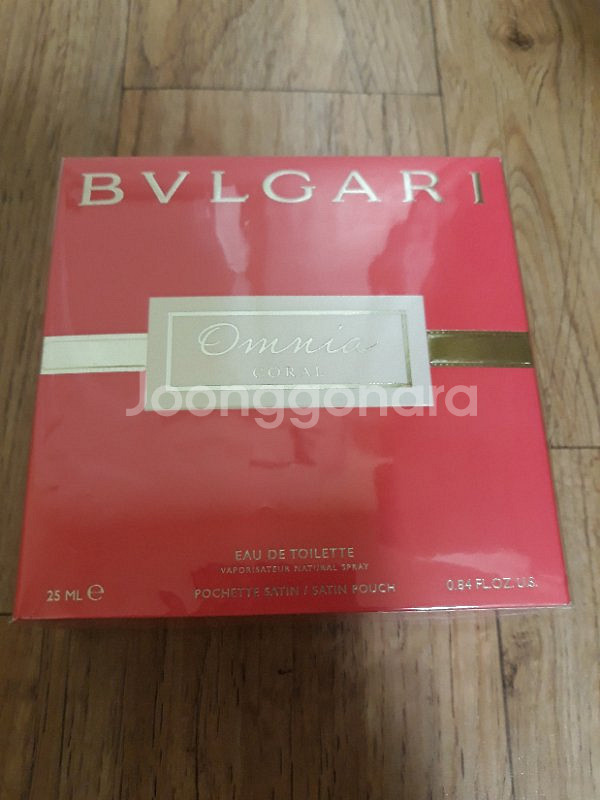 BVLGARI
Omnia
CORAL
Joonggonara
EAU DE TOILETTE
VAPORISATEUR NATURAL SPRAY
25 ML ℮
POCHETTE SATIN / SATIN POUCH
0.84 FL.OZ. U.S.